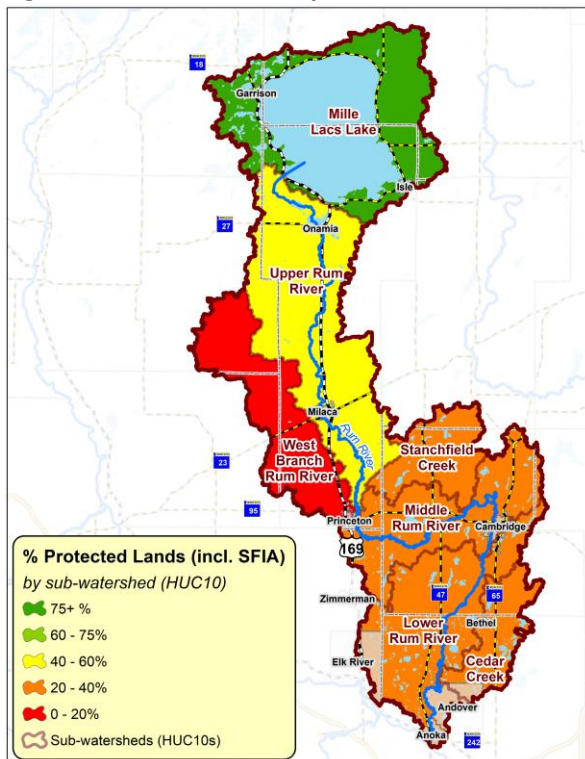 18
Garrison
Mille
Lacs Lake
Isle
27
Onamia
Upper Rum
River
Milaca
Rum River
Stanchfield
Creek
West
Branch
Rum River
23
95
Middle
Rum River
Princeton
Cambridge
169
% Protected Lands (incl. SFIA)
by sub-watershed (HUC10)
75+ %
60 - 75%
40 - 60%
20 - 40%
0 - 20%
Sub-watersheds (HUC10s)
Zimmerman
47
65
Lower
Rum River
Bethel
Elk River
Cedar
Creek
Andover
Anoka
242